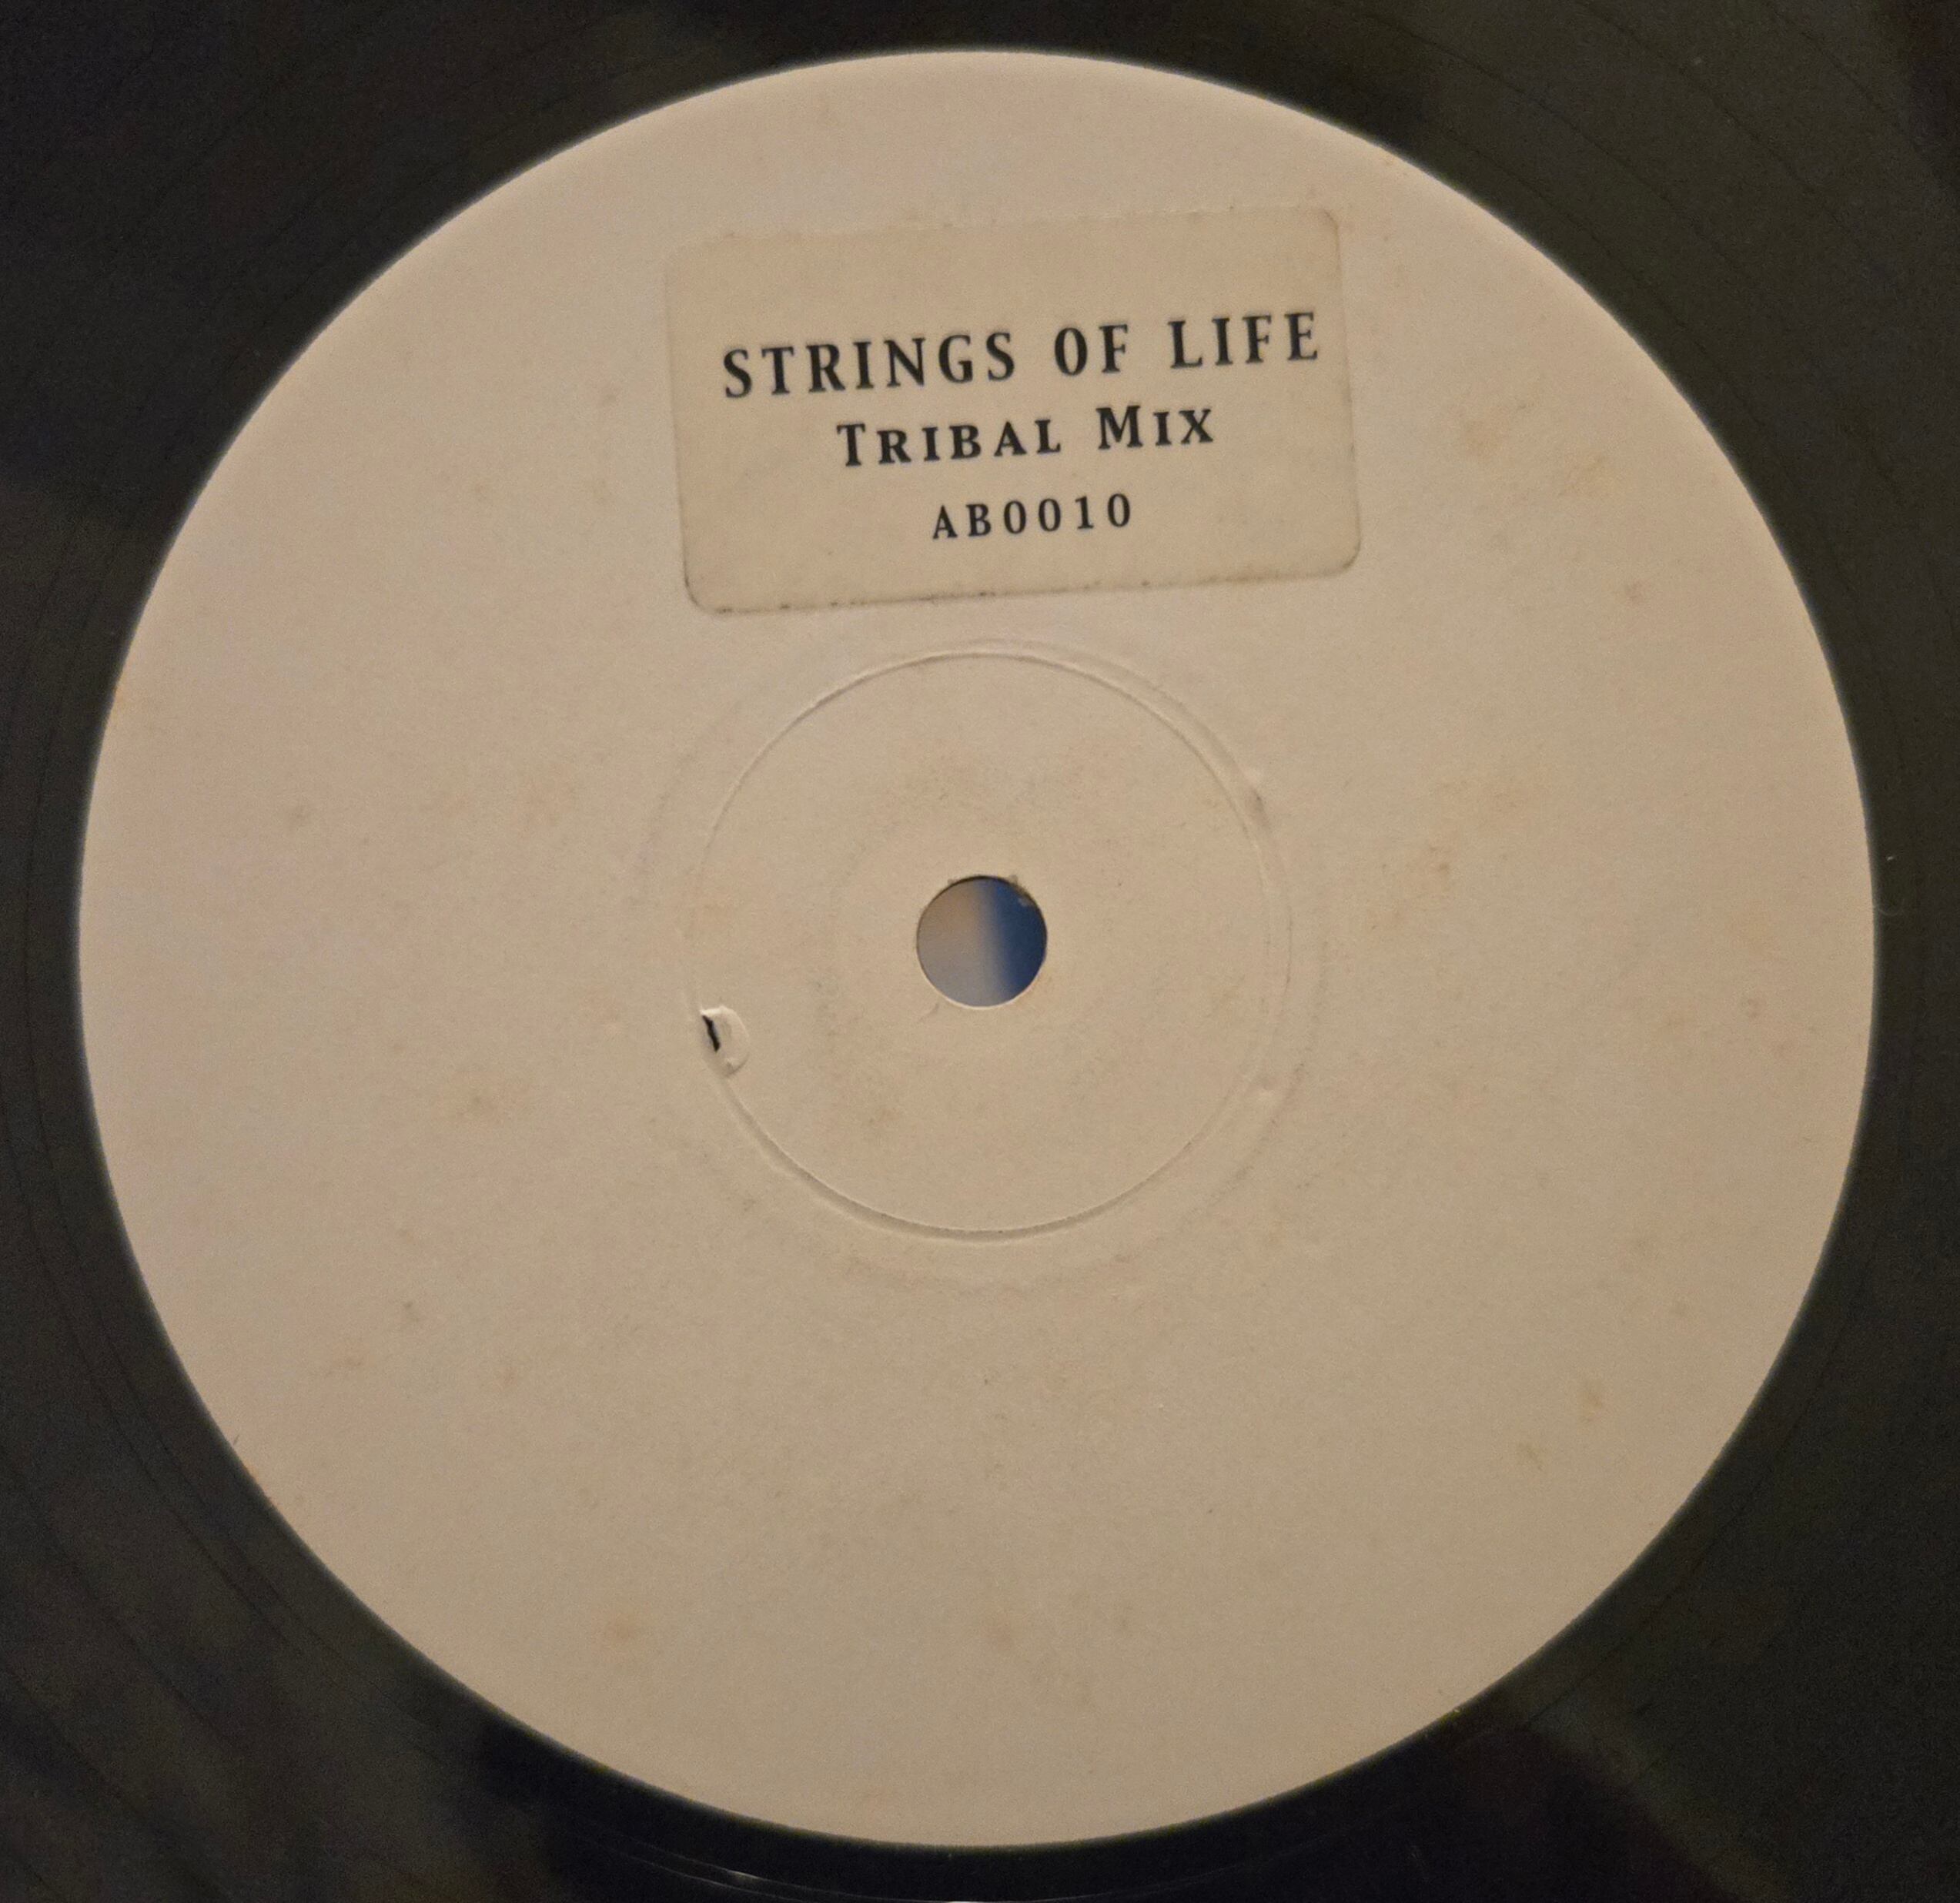 STRINGS OF LIFE
TRIBAL MIX
AB0010